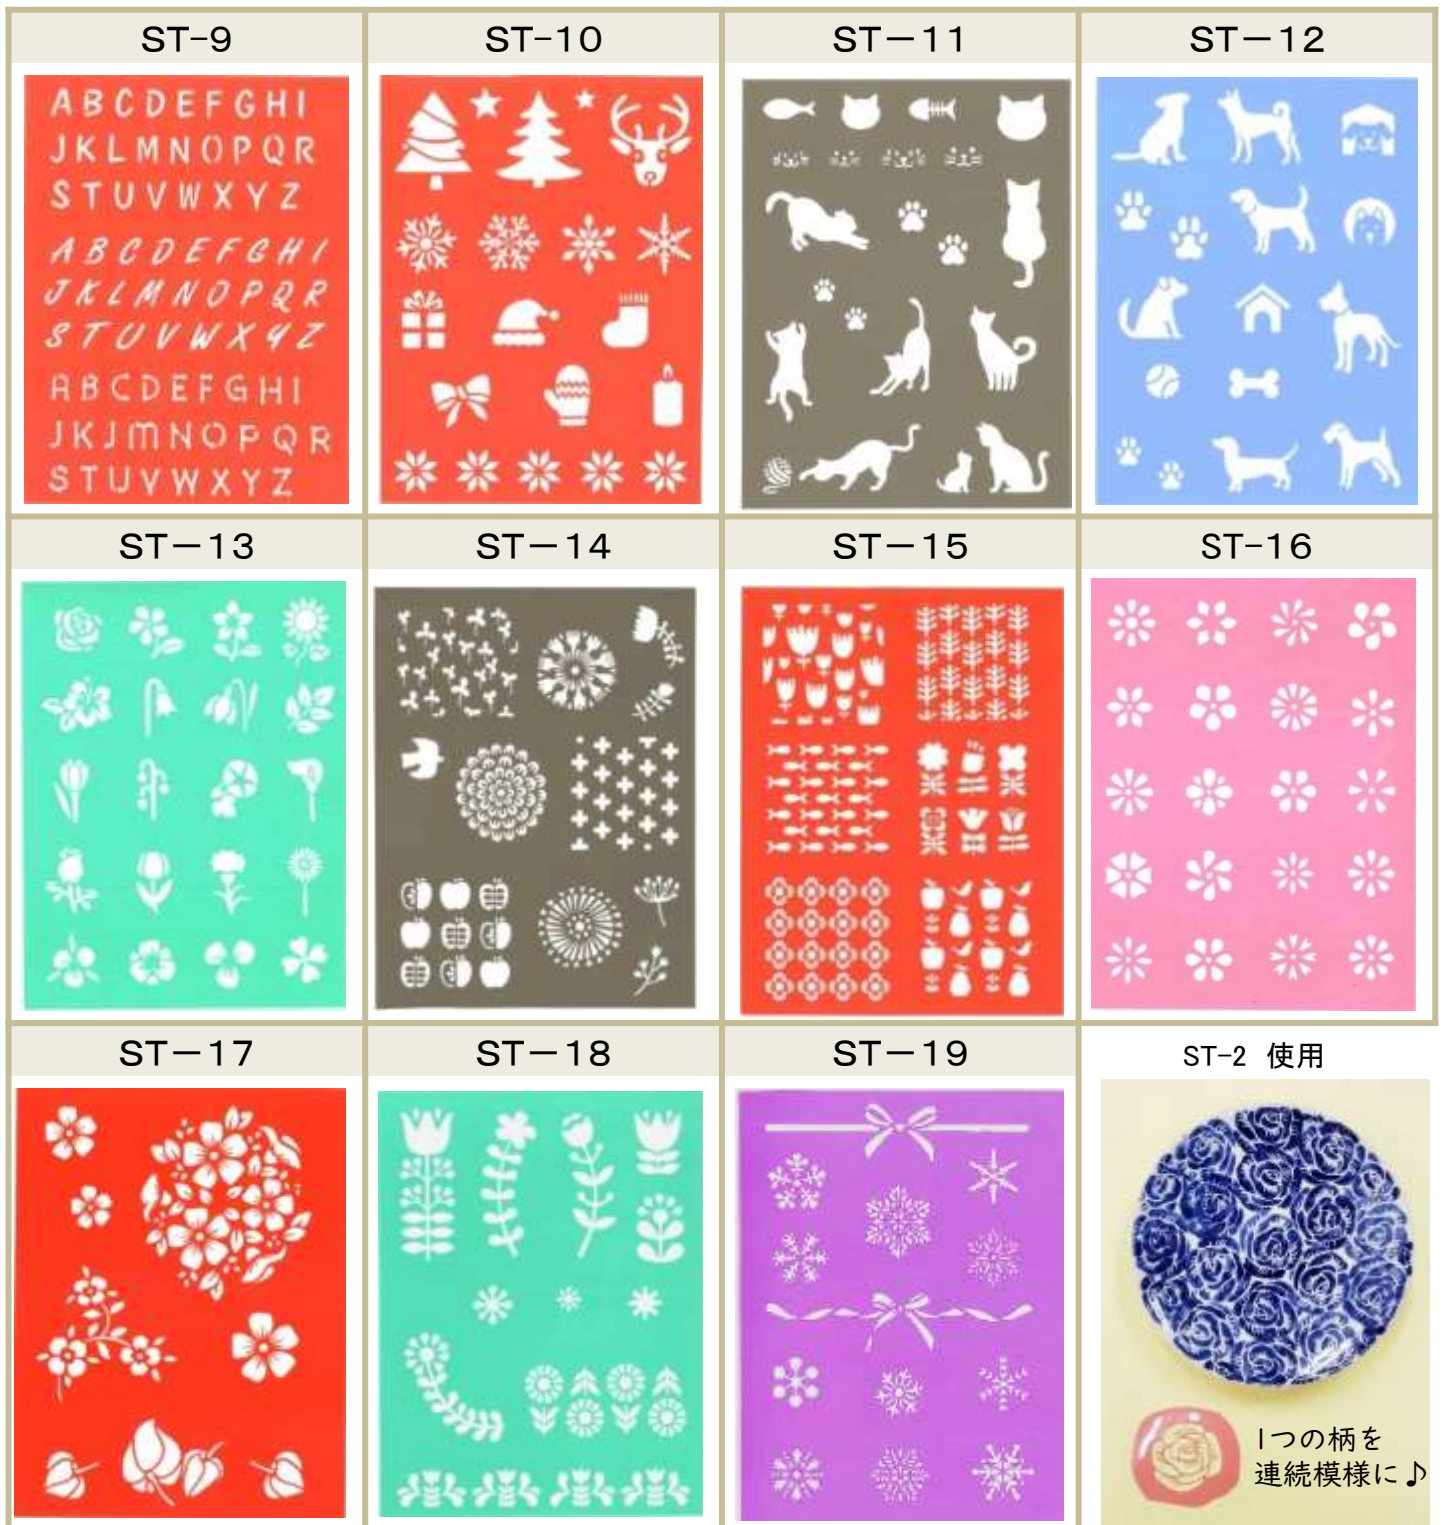 ST-9
ST-10
ST－11
ST－12
ABCDEFGHI
JKLMNOPQR
STUVWXYZ
ABCDEFGHI
JKLMNOPQR
STUVWXYZ
ABCDEFGHI
JKJMNOPQR
STUVWXYZ
ST－13
ST－14
ST－15
ST-16
ST－17
ST－18
ST－19
ST-2 使用
1つの柄を
連続模様に♪